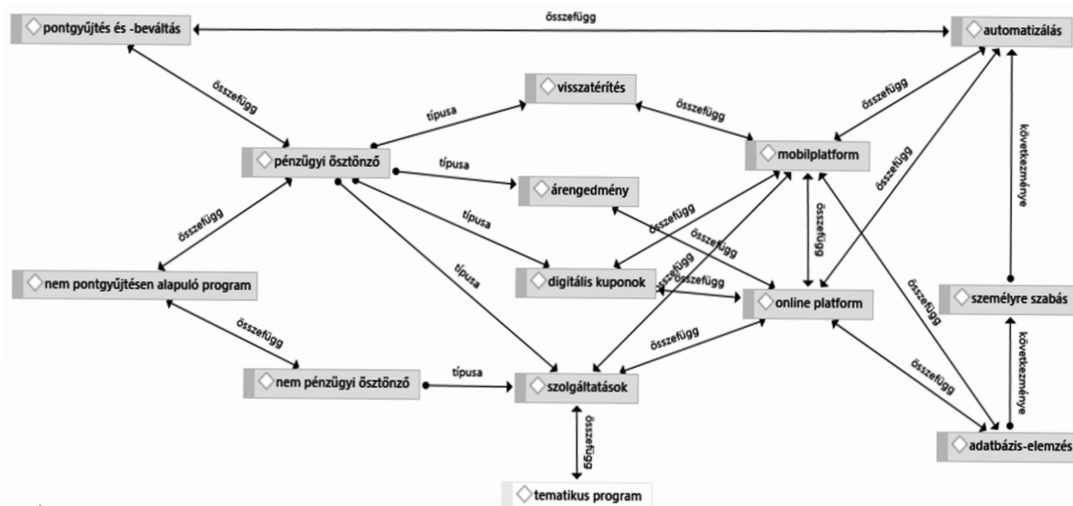 összefügg
pontgyűjtés és -beváltás
automatizálás
összefügg
visszatérítés
összefügg
összefügg
típusa
következménye
pénzügyi ösztönző
típusa
mobilplatform
összefügg
árengedmény
összefügg
típusa
összefügg
összefügg
összefügg
nem pontgyűjtésen alapuló program
típusa
digitális kuponok
összefügg
összefügg
online platform
személyre szabás
összefügg
összefügg
összefügg
következménye
nem pénzügyi ösztönző
típusa
szolgáltatások
összefügg
összefügg
adatbázis-elemzés
tematikus program